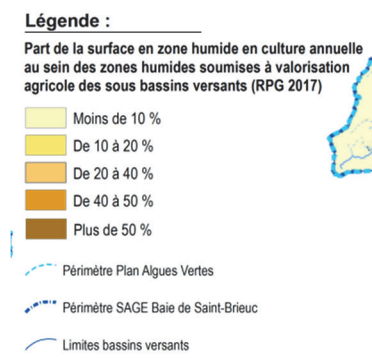 Légende :
Part de la surface en zone humide en culture annuelle
au sein des zones humides soumises à valorisation
agricole des sous bassins versants (RPG 2017)
Moins de 10 %
De 10 à 20 %
De 20 à 40 %
De 40 à 50 %
Plus de 50 %
Périmètre Plan Algues Vertes
Périmètre SAGE Baie de Saint-Brieuc
Limites bassins versants